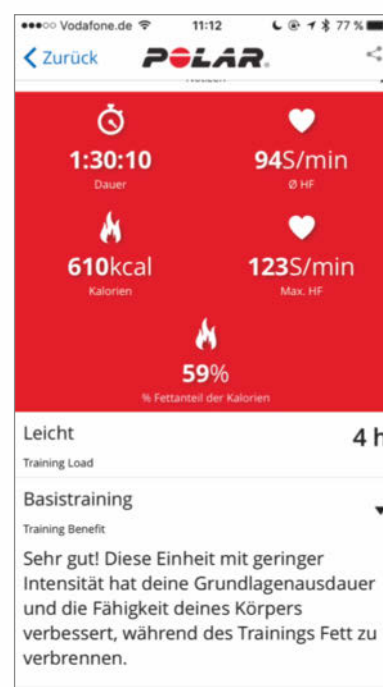 Vodafone.de 11:12 77 %
Zurück POLAR
1:30:10 94S/min
Dauer Ø HF
610kcal 123S/min
Kalorien Max. HF
59%
% Fettanteil der Kalorien
Leicht 4 h
Training Load
Basistraining
Training Benefit
Sehr gut! Diese Einheit mit geringer
Intensität hat deine Grundlagenausdauer
und die Fähigkeit deines Körpers
verbessert, während des Trainings Fett zu
verbrennen.